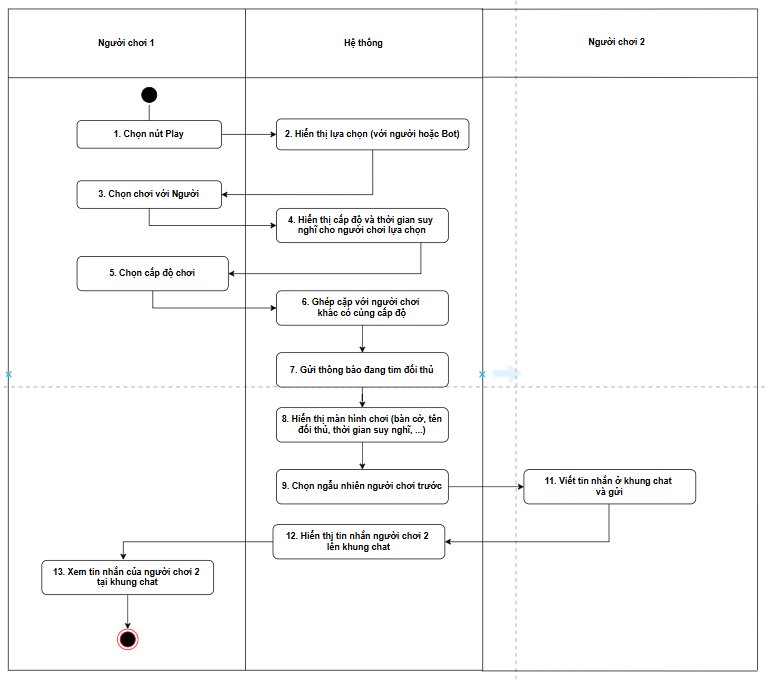 Người chơi 1
Hệ thống
Người chơi 2
1. Chọn nút Play
2. Hiển thị lựa chọn (với người hoặc Bot)
3. Chọn chơi với Người
4. Hiển thị cấp độ và thời gian suy
nghĩ cho người chơi lựa chọn
5. Chọn cấp độ chơi
6. Ghép cặp với người chơi
khác có cùng cấp độ
7. Gửi thông báo đang tìm đối thủ
8. Hiển thị màn hình chơi (bàn cờ, tên
đối thủ, thời gian suy nghĩ, ...)
9. Chọn ngẫu nhiên người chơi trước
11. Viết tin nhắn ở khung chat
và gửi
12. Hiển thị tin nhắn người chơi 2
lên khung chat
13. Xem tin nhắn của người chơi 2
tại khung chat